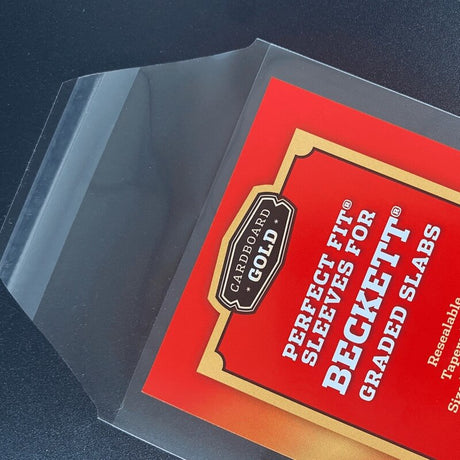 CARDBOARD
GOLD
PERFECT FIT®
SLEEVES FOR
BECKETT®
GRADED SLABS
Resealable